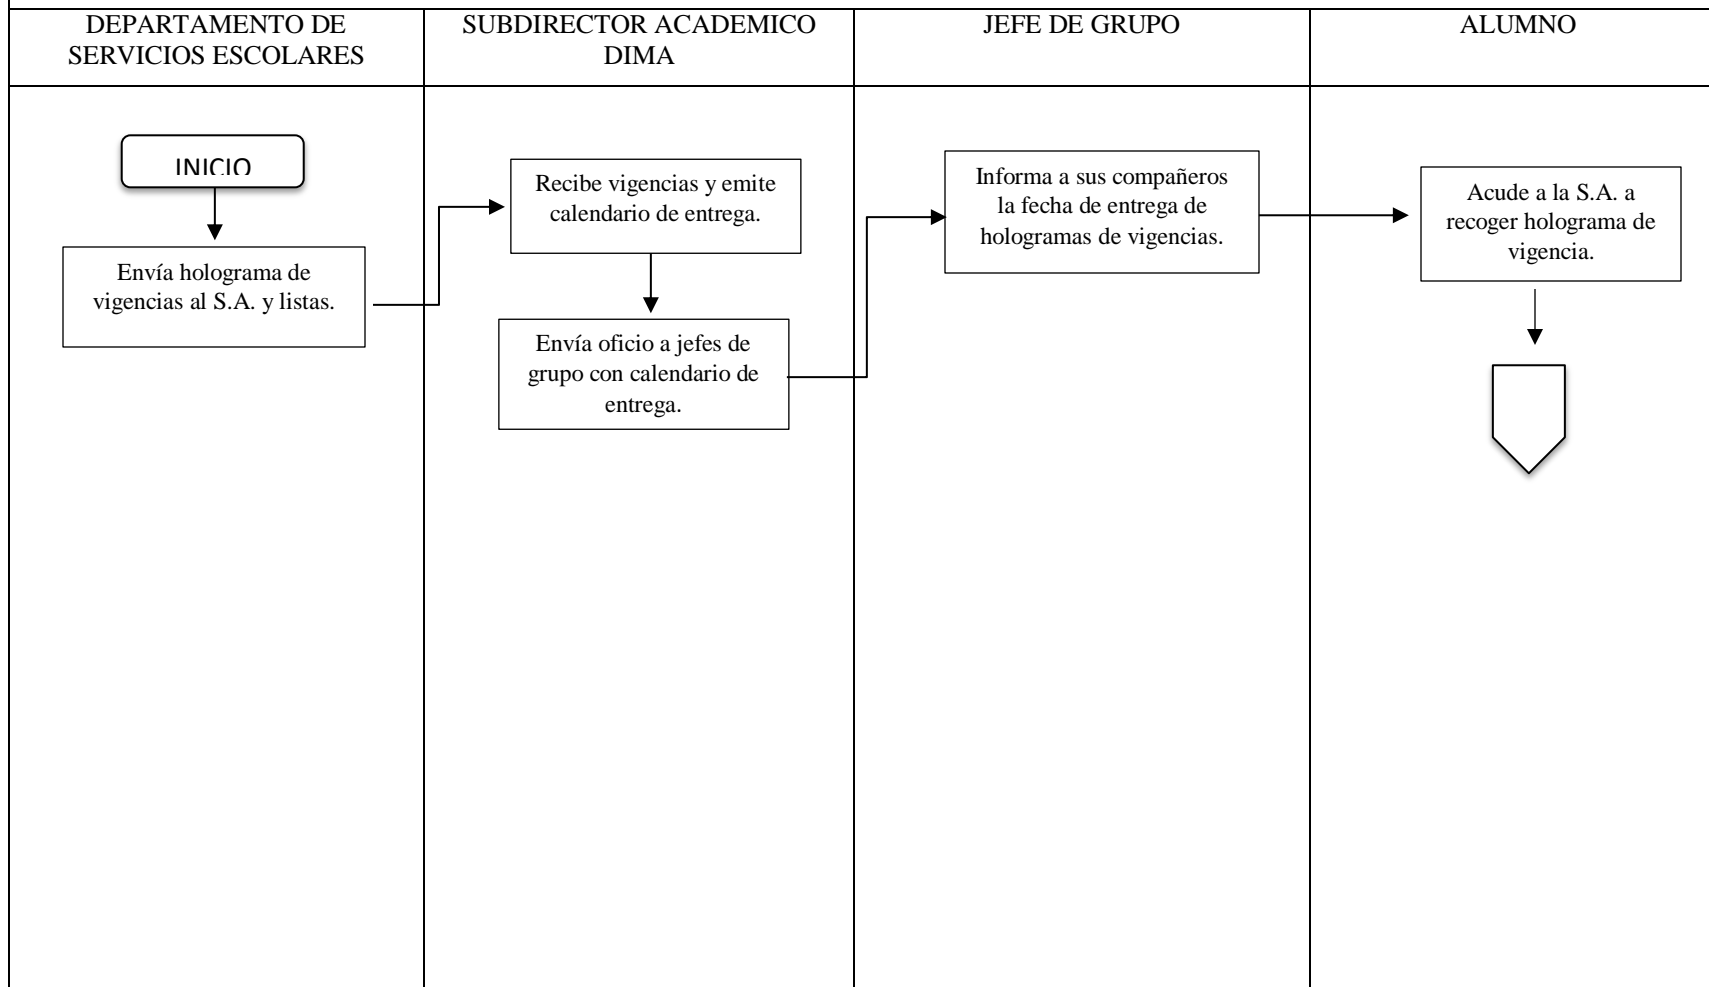 DEPARTAMENTO DE
SERVICIOS ESCOLARES
SUBDIRECTOR ACADEMICO
DIMA
JEFE DE GRUPO
ALUMNO
INICIO
Envía holograma de
vigencias al S.A. y listas.
Recibe vigencias y emite
calendario de entrega.
Envía oficio a jefes de
grupo con calendario de
entrega.
Informa a sus compañeros
la fecha de entrega de
hologramas de vigencias.
Acude a la S.A. a
recoger holograma de
vigencia.